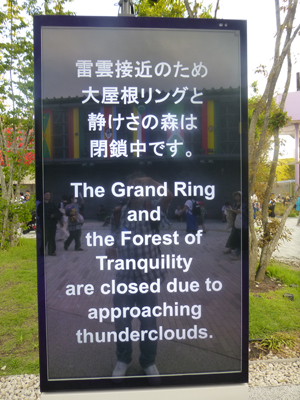 雷雲接近のため
大屋根リングと
静けさの森は
閉鎖中です。
The Grand Ring
and
the Forest of
Tranquility
are closed due to
approaching
thunderclouds.